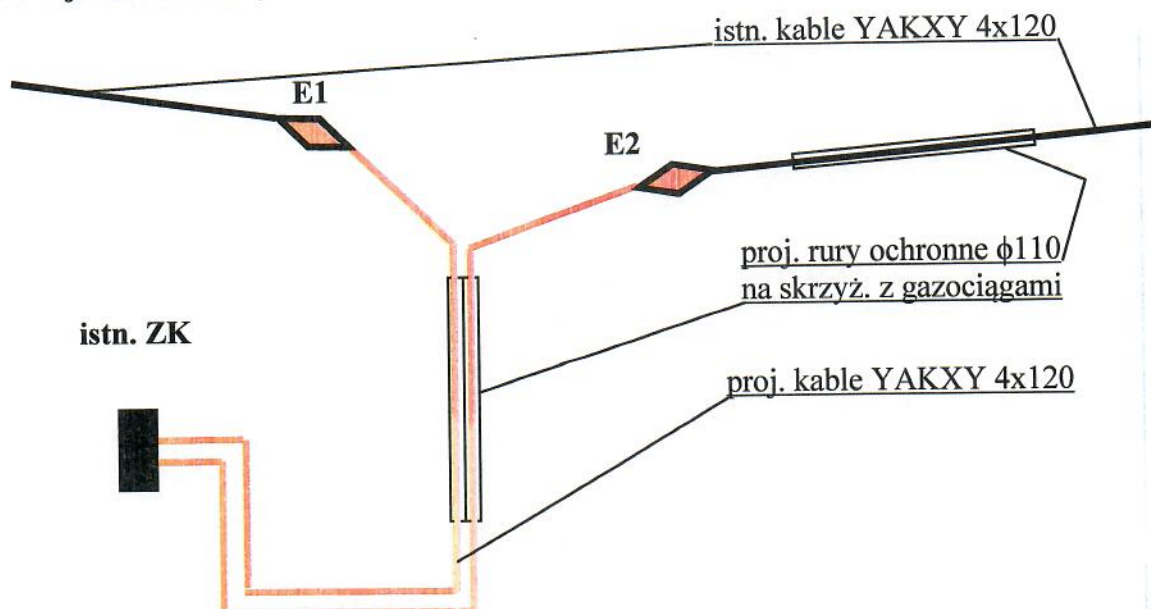 istn. kable YAKXY 4x120
E1
E2
proj. rury ochronne ϕ110
na skrzyż. z gazociągami
istn. ZK
proj. kable YAKXY 4x120